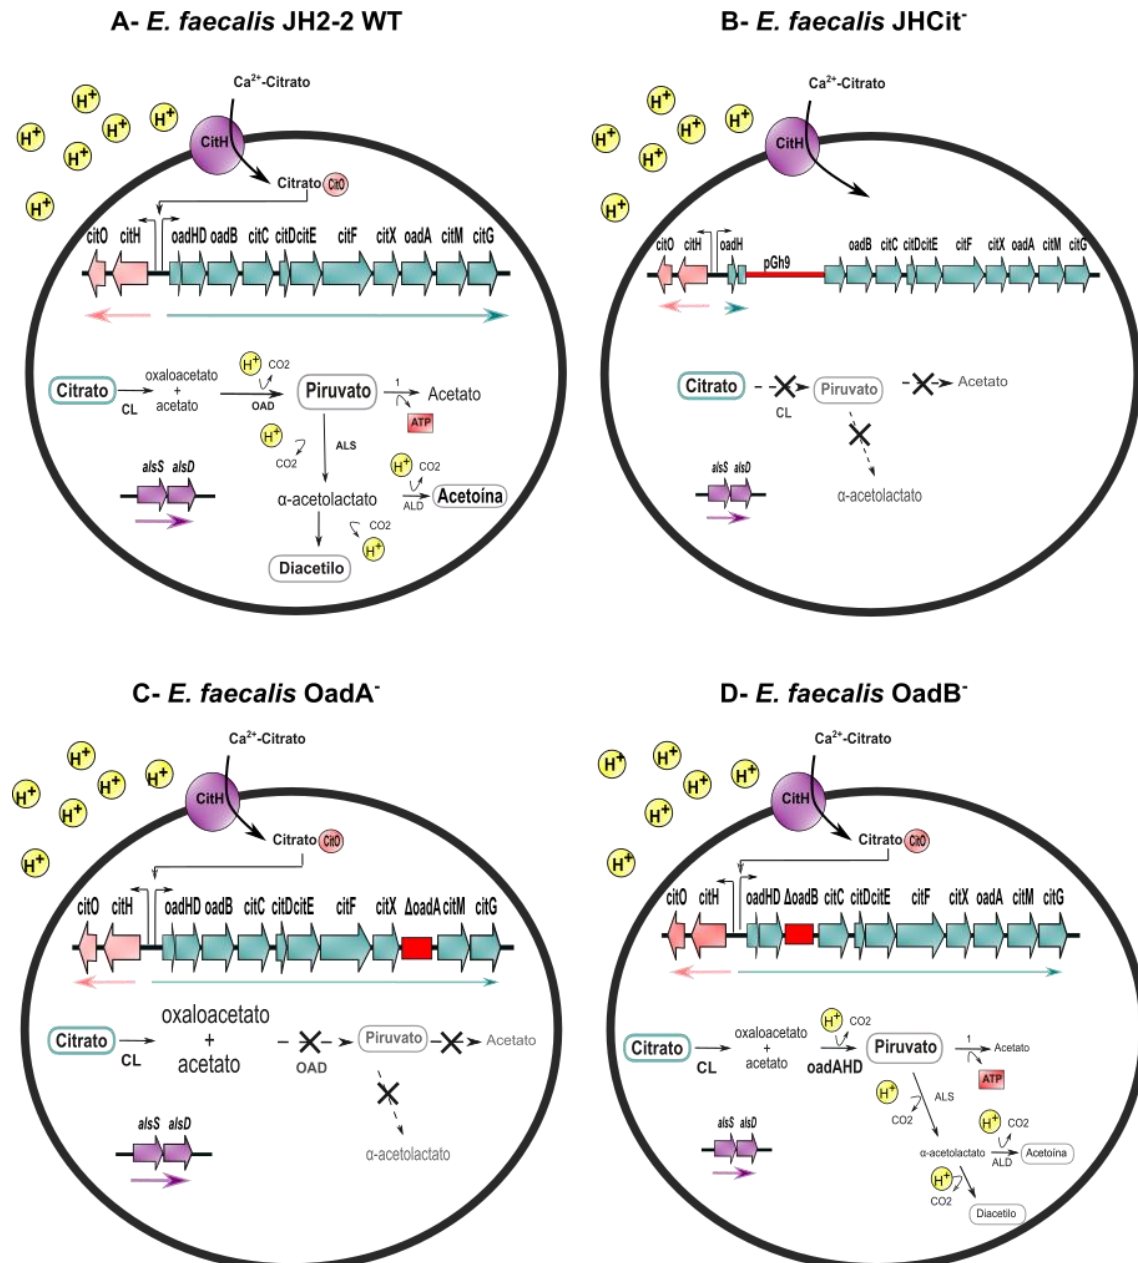 A- E. faecalis JH2-2 WT
Ca²⁺-Citrato
H⁺
H⁺
H⁺
H⁺
H⁺
H⁺
CitH
Citrato CitO
citO citH oadHD oadB citC citDcitE citF citX oadA citM citG
Citrato
CL
oxaloacetato
+
acetato
H⁺ CO2
OAD
Piruvato
1
ATP
Acetato
H⁺
CO2
ALS
α-acetolactato
H⁺ CO2
ALD
Acetoína
CO2
H⁺
Diacetilo
alsS alsD
B- E. faecalis JHCit⁻
Ca²⁺-Citrato
H⁺
H⁺
H⁺
H⁺
H⁺
H⁺
CitH
citO citH oadH pGh9 oadB citC citDcitE citF citX oadA citM citG
Citrato
CL
Piruvato
Acetato
α-acetolactato
alsS alsD
C- E. faecalis OadA⁻
Ca²⁺-Citrato
H⁺
H⁺
H⁺
H⁺
H⁺
H⁺
CitH
Citrato CitO
citO citH oadHD oadB citC citDcitE citF citX ΔoadA citM citG
Citrato
CL
oxaloacetato
+
acetato
OAD
Piruvato
Acetato
α-acetolactato
alsS alsD
D- E. faecalis OadB⁻
Ca²⁺-Citrato
H⁺
H⁺
H⁺
H⁺
H⁺
H⁺
CitH
Citrato CitO
citO citH oadHD ΔoadB citC citDcitE citF citX oadA citM citG
Citrato
CL
oxaloacetato
+
acetato
H⁺ CO2
oadAHD
Piruvato
1
ATP
Acetato
H⁺
CO2
ALS
α-acetolactato
H⁺
CO2
ALD
Acetoína
H⁺
CO2
Diacetilo
alsS alsD